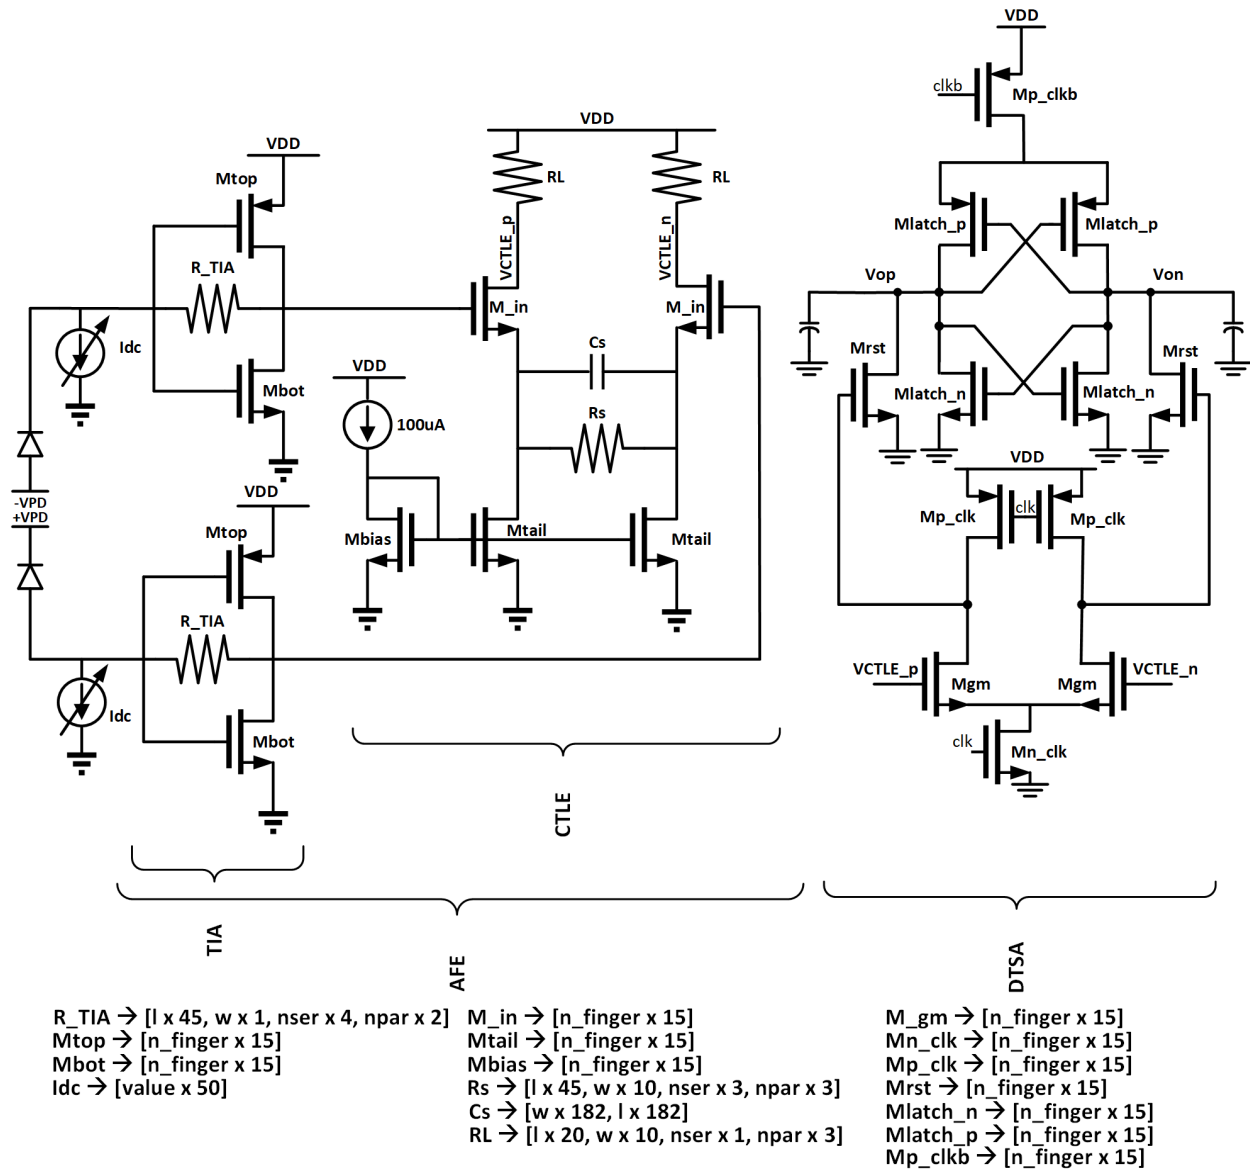 VDD
clkb
Mp_clkb
VDD
VDD
Mtop
RL
RL
Mlatch_p
Mlatch_p
VCTLE_p
VCTLE_n
R_TIA
Vop
Von
M_in
M_in
Idc
Cs
Mrst
Mrst
VDD
Mbot
Mlatch_n
Mlatch_n
100uA
Rs
VDD
-VPD
+VPD
VDD
clk
Mp_clk
Mp_clk
Mtop
Mbias
Mtail
Mtail
R_TIA
VCTLE_p
VCTLE_n
Mgm
Mgm
Idc
Mbot
clk
Mn_clk
CTLE
TIA
AFE
DTSA
R_TIA → [l x 45, w x 1, nser x 4, npar x 2]
Mtop → [n_finger x 15]
Mbot → [n_finger x 15]
Idc → [value x 50]
M_in → [n_finger x 15]
Mtail → [n_finger x 15]
Mbias → [n_finger x 15]
Rs → [l x 45, w x 10, nser x 3, npar x 3]
Cs → [w x 182, l x 182]
RL → [l x 20, w x 10, nser x 1, npar x 3]
M_gm → [n_finger x 15]
Mn_clk → [n_finger x 15]
Mp_clk → [n_finger x 15]
Mrst → [n_finger x 15]
Mlatch_n → [n_finger x 15]
Mlatch_p → [n_finger x 15]
Mp_clkb → [n_finger x 15]